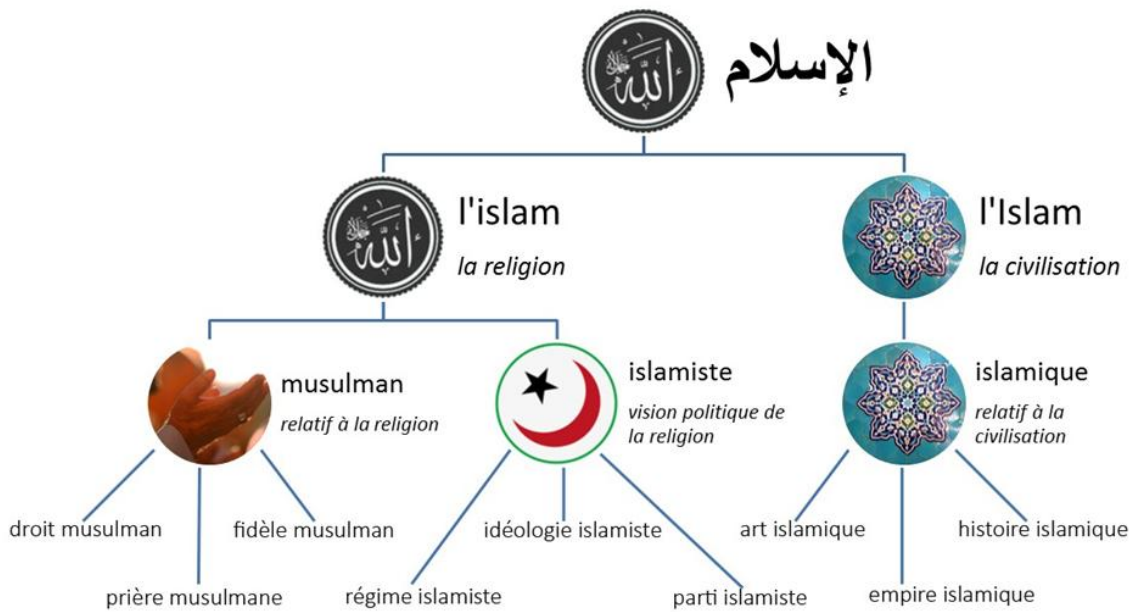 الإسلام
l'islam
la religion
l'Islam
la civilisation
musulman
relatif à la religion
islamiste
vision politique de
la religion
islamique
relatif à la
civilisation
droit musulman
fidèle musulman
idéologie islamiste
art islamique
histoire islamique
prière musulmane
régime islamiste
parti islamiste
empire islamique